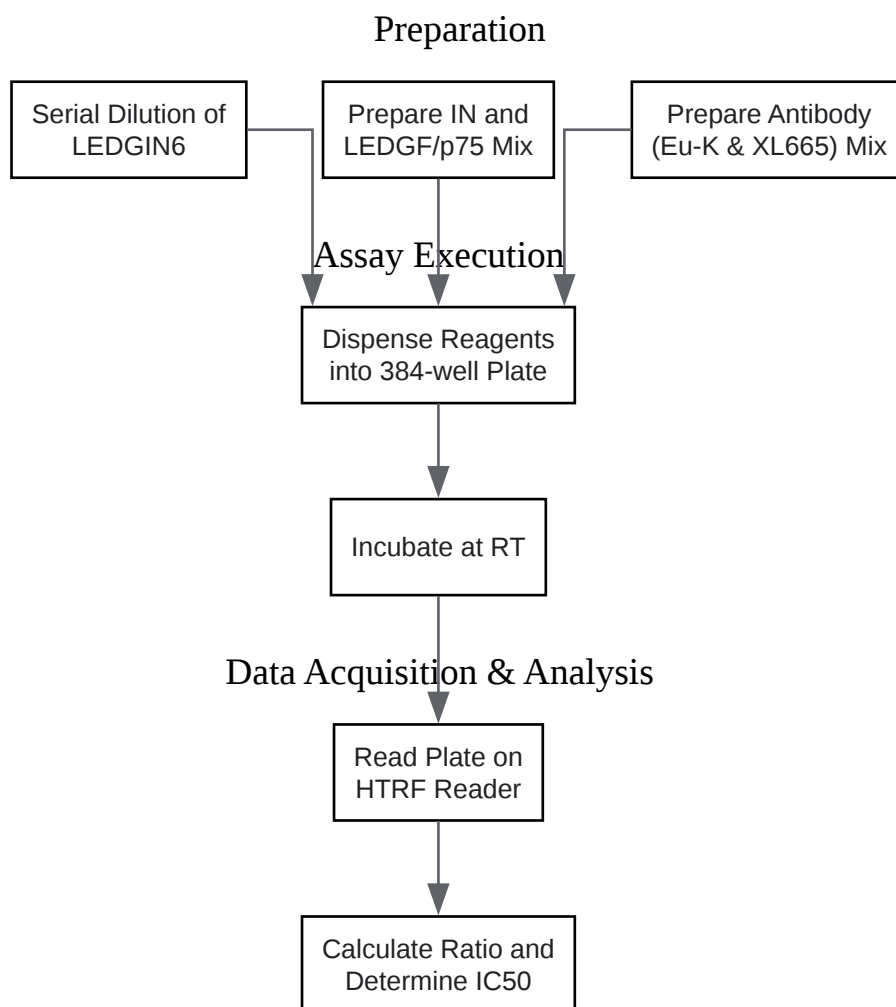 Preparation
Serial Dilution of
LEDGIN6
Prepare IN and
LEDGF/p75 Mix
Prepare Antibody
(Eu-K & XL665) Mix
Assay Execution
Dispense Reagents
into 384-well Plate
Incubate at RT
Data Acquisition & Analysis
Read Plate on
HTRF Reader
Calculate Ratio and
Determine IC50